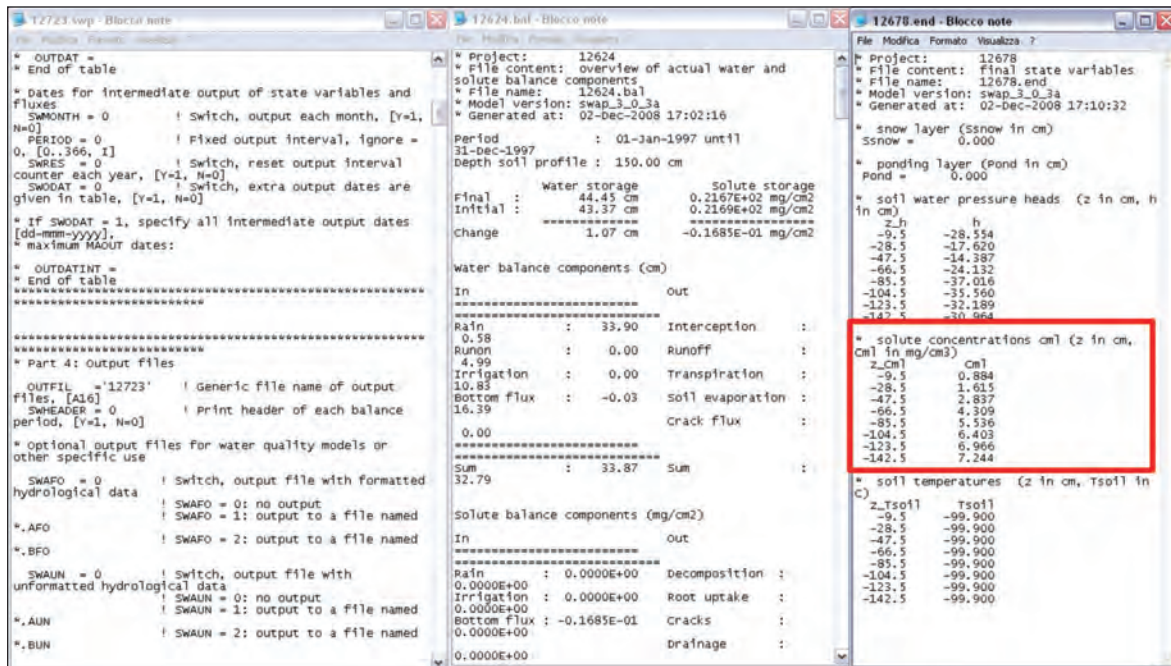 12723.swp - Blocco note
File Modifica Formato Visualizza ?
* OUTDAT =
* End of table
* Dates for intermediate output of state variables and
fluxes
SWMONTH = 0 ! Switch, output each month, [Y=1,
N=0]
PERIOD = 0 ! Fixed output interval, ignore =
0, [0..366, I]
SWRES = 0 ! Switch, reset output interval
counter each year, [Y=1, N=0]
SWODAT = 0 ! Switch, extra output dates are
given in table, [Y=1, N=0]
* If SWODAT = 1, specify all intermediate output dates
[dd-mmm-yyyy],
* maximum MAOUT dates:
* OUTDATINT =
* End of table
* Part 4: Output files
OUTFIL ='12723' ! Generic file name of output
files, [A16]
SWHEADER = 0 ! Print header of each balance
period, [Y=1, N=0]
* Optional output files for water quality models or
other specific use
SWAFO = 0 ! Switch, output file with formatted
hydrological data
! SWAFO = 0: no output
! SWAFO = 1: output to a file named
*.AFO
! SWAFO = 2: output to a file named
*.BFO
SWAUN = 0 ! Switch, output file with
unformatted hydrological data
! SWAUN = 0: no output
! SWAUN = 1: output to a file named
*.AUN
! SWAUN = 2: output to a file named
*.BUN
12624.bal - Blocco note
* Project: 12624
* File content: overview of actual water and
solute balance components
* File name: 12624.bal
* Model version: swap_3_0_3a
* Generated at: 02-Dec-2008 17:02:16
Period : 01-Jan-1997 until
31-Dec-1997
Depth soil profile : 150.00 cm
Water storage Solute storage
Final : 44.45 cm 0.2167E+02 mg/cm2
Initial : 43.37 cm 0.2169E+02 mg/cm2
============= =================
Change 1.07 cm -0.1685E-01 mg/cm2
Water balance components (cm)
In Out
=========================
Rain : 33.90 Interception :
0.58
Runon : 0.00 Runoff :
4.99
Irrigation : 0.00 Transpiration :
10.83
Bottom flux : -0.03 Soil evaporation :
16.39
Crack flux :
0.00
=========================
Sum : 33.87 Sum :
32.79
Solute balance components (mg/cm2)
In Out
=========================
Rain : 0.0000E+00 Decomposition :
0.0000E+00
Irrigation : 0.0000E+00 Root uptake :
0.0000E+00
Bottom flux : -0.1685E-01 Cracks :
0.0000E+00
Drainage :
0.0000E+00
12678.end - Blocco note
File Modifica Formato Visualizza ?
* Project: 12678
* File content: final state variables
* File name: 12678.end
* Model version: swap_3_0_3a
* Generated at: 02-Dec-2008 17:10:32
* snow layer (Ssnow in cm)
Ssnow = 0.000
* ponding layer (Pond in cm)
Pond = 0.000
* soil water pressure heads (z in cm, h
in cm)
z_h h
-9.5 -28.554
-28.5 -17.620
-47.5 -14.387
-66.5 -24.132
-85.5 -37.016
-104.5 -35.560
-123.5 -32.189
-142.5 -30.964
* solute concentrations cml (z in cm,
Cml in mg/cm3)
z_Cml Cml
-9.5 0.884
-28.5 1.615
-47.5 2.837
-66.5 4.309
-85.5 5.536
-104.5 6.403
-123.5 6.966
-142.5 7.244
* soil temperatures (z in cm, Tsoil in
C)
z_Tsoil Tsoil
-9.5 -99.900
-28.5 -99.900
-47.5 -99.900
-66.5 -99.900
-85.5 -99.900
-104.5 -99.900
-123.5 -99.900
-142.5 -99.900